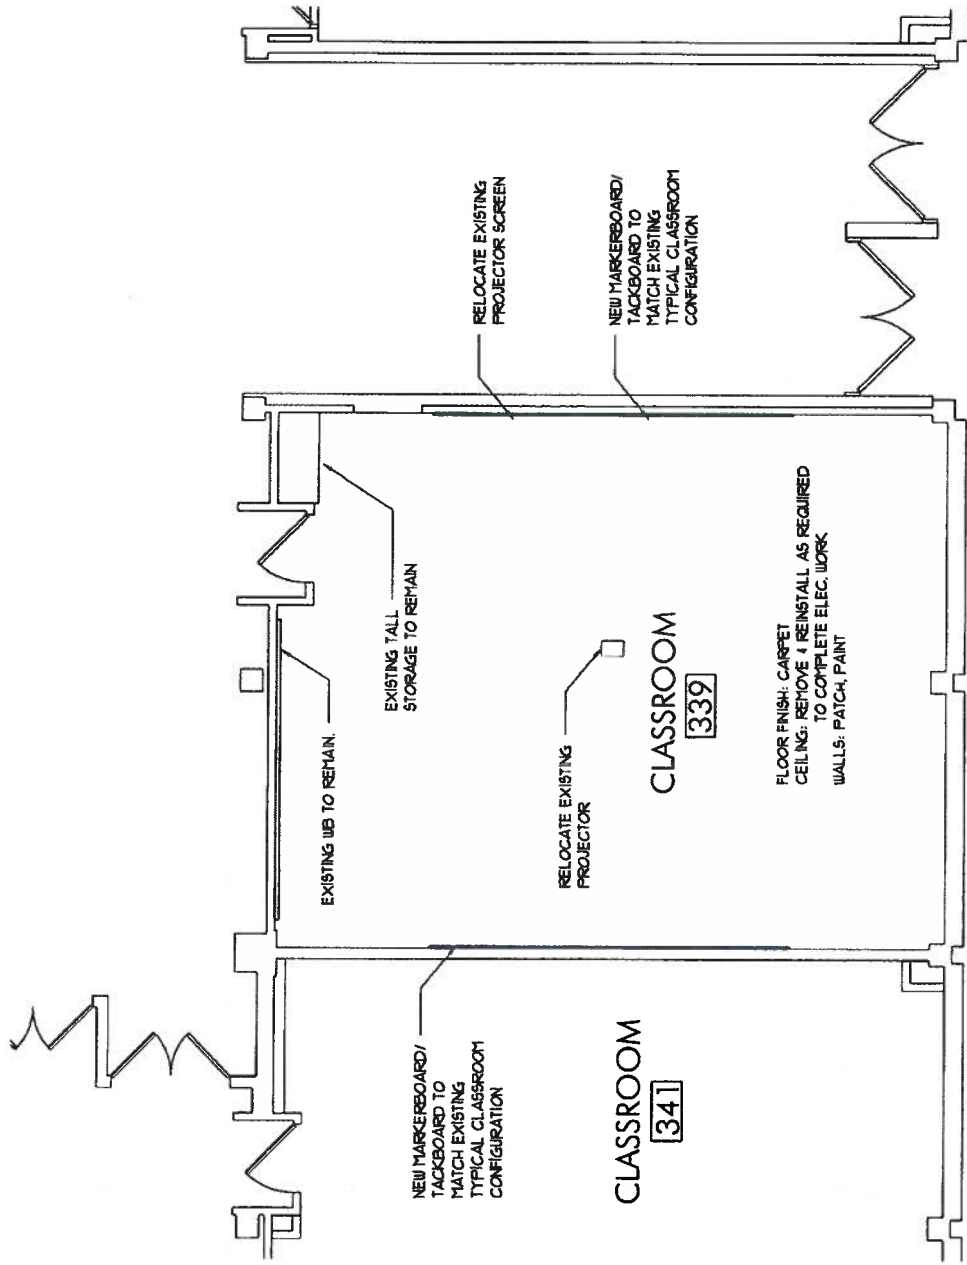 EXISTING WB TO REMAIN.
EXISTING TALL
STORAGE TO REMAIN
NEW MARKERBOARD/
TACKBOARD TO
MATCH EXISTING
TYPICAL CLASSROOM
CONFIGURATION
RELOCATE EXISTING
PROJECTOR SCREEN
RELOCATE EXISTING
PROJECTOR
NEW MARKERBOARD/
TACKBOARD TO
MATCH EXISTING
TYPICAL CLASSROOM
CONFIGURATION
CLASSROOM
341
CLASSROOM
339
FLOOR FINISH: CARPET
CEILING: REMOVE & REINSTALL AS REQUIRED
TO COMPLETE ELEC. WORK
WALLS: PATCH, PAINT